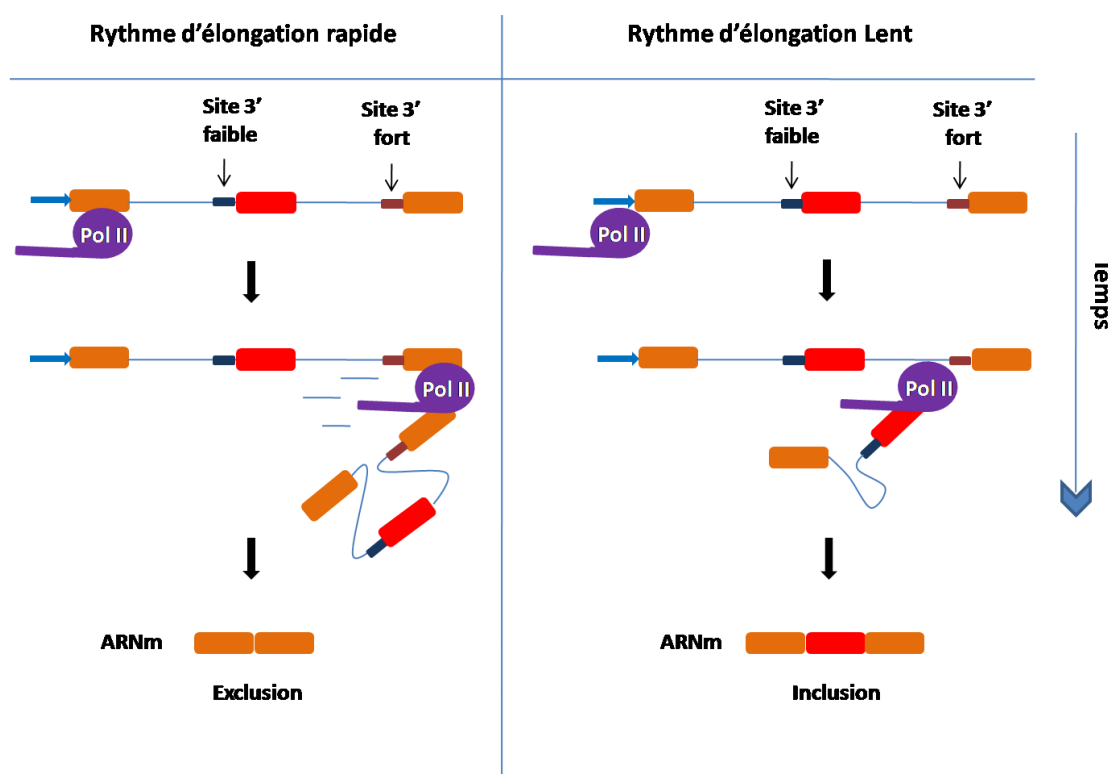 Rythme d'élongation rapide
Rythme d'élongation Lent
Site 3'
faible
Site 3'
fort
Site 3'
faible
Site 3'
fort
Pol II
Pol II
Temps
Pol II
Pol II
ARNm
ARNm
Exclusion
Inclusion